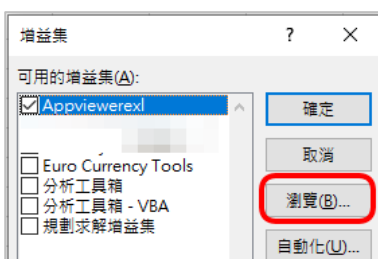 增益集 ? ×
可用的增益集(A):
Appviewerexl
Euro Currency Tools
分析工具箱
分析工具箱 - VBA
規劃求解增益集
確定
取消
瀏覽(B)...
自動化(U)...